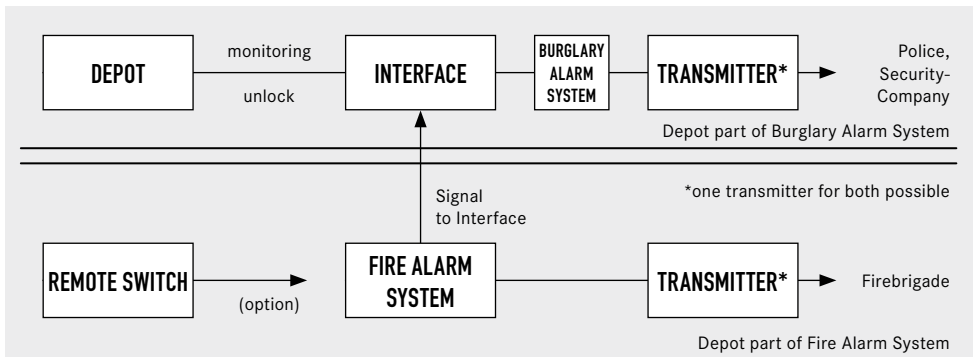 DEPOT
monitoring
unlock
INTERFACE
BURGLARY
ALARM
SYSTEM
TRANSMITTER*
Police,
Security-
Company
Depot part of Burglary Alarm System
*one transmitter for both possible
Signal
to Interface
REMOTE SWITCH
(option)
FIRE ALARM
SYSTEM
TRANSMITTER*
Firebrigade
Depot part of Fire Alarm System